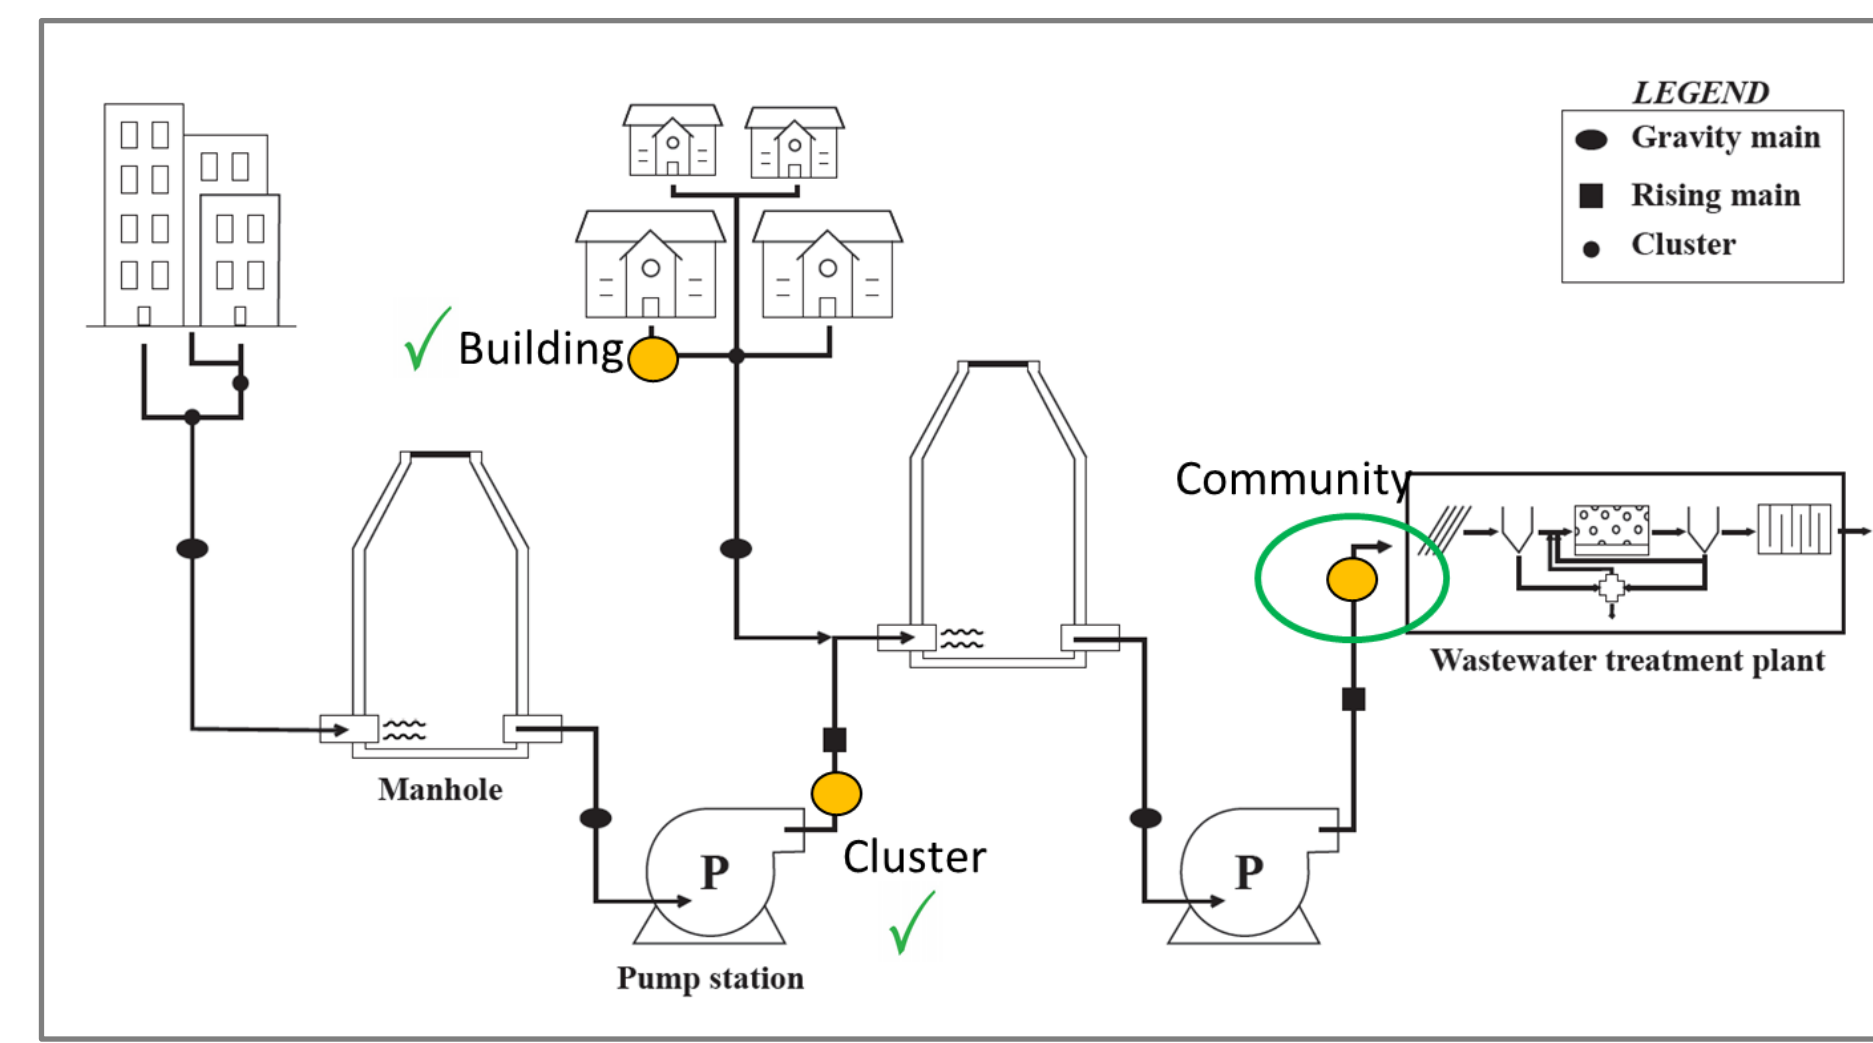 LEGEND
Gravity main
Rising main
Cluster
Building
Community
Wastewater treatment plant
Manhole
P
Cluster
P
Pump station